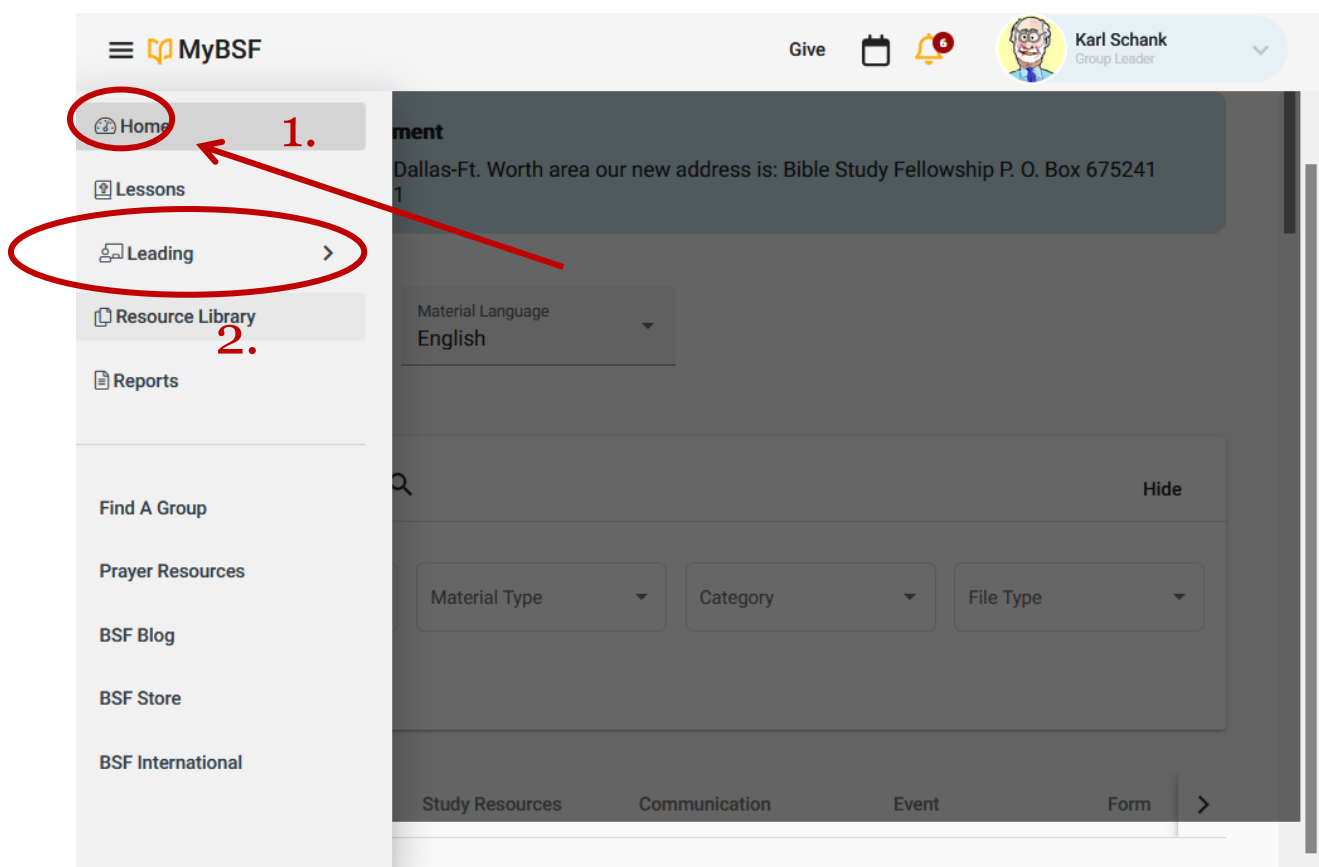 MyBSF
Give
6
Karl Schank
Group Leader
Home
1.
ment
Dallas-Ft. Worth area our new address is: Bible Study Fellowship P. O. Box 675241
1
Lessons
Leading
Resource Library
2.
Material Language
English
Reports
Hide
Find A Group
Prayer Resources
Material Type
Category
File Type
BSF Blog
BSF Store
BSF International
Study Resources
Communication
Event
Form